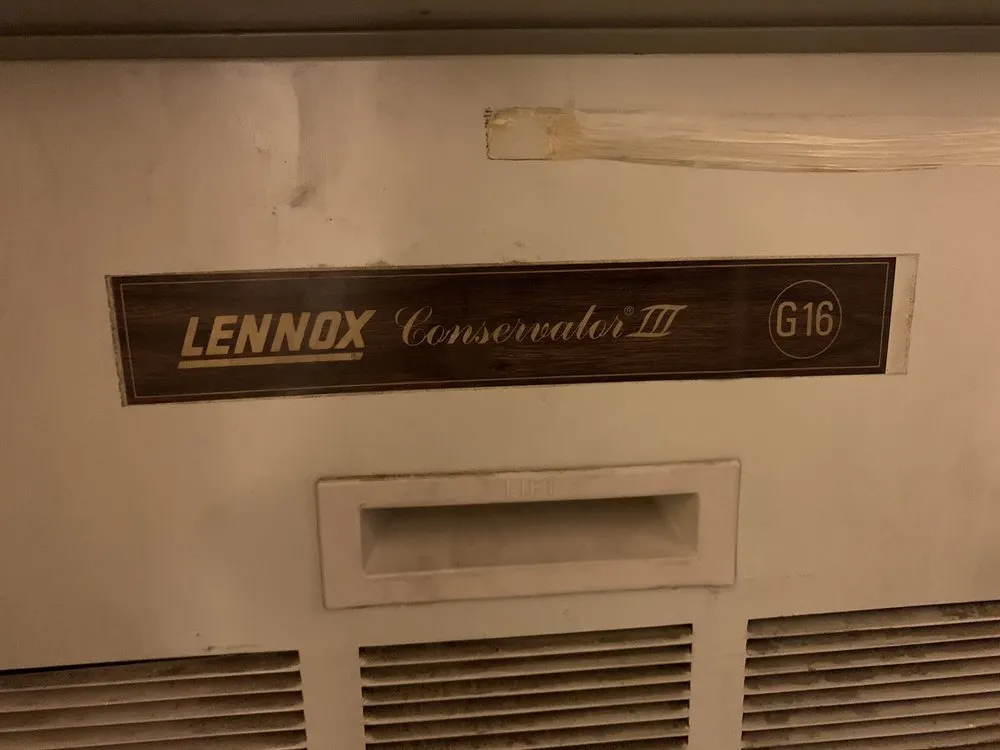 LENNOX Conservator® III G16
LIFT